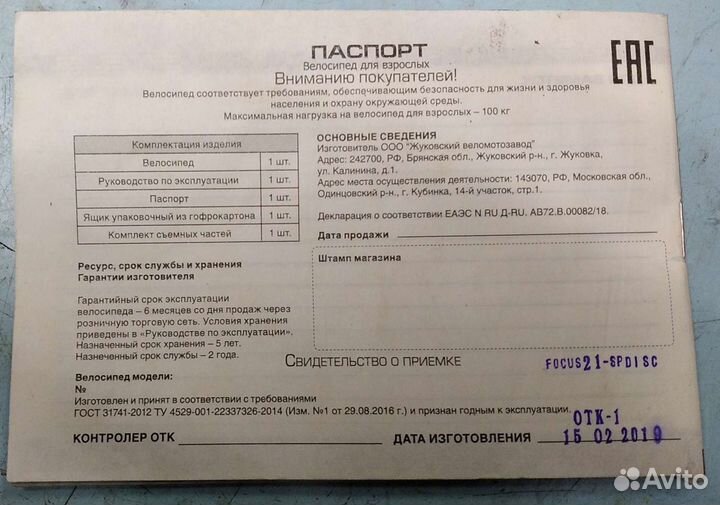 ПАСПОРТ
Велосипед для взрослых
Вниманию покупателей!
EAC
Велосипед соответствует требованиям, обеспечивающим безопасность для жизни и здоровья
населения и охрану окружающей среды.
Максимальная нагрузка на велосипед для взрослых – 100 кг
Комплектация изделия
Велосипед 1 шт.
Руководство по эксплуатации 1 шт.
Паспорт 1 шт.
Ящик упаковочный из гофрокартона 1 шт.
Комплект съемных частей 1 шт.
ОСНОВНЫЕ СВЕДЕНИЯ
Изготовитель ООО "Жуковский веломотозавод"
Адрес: 242700, РФ, Брянская обл., Жуковский р-н., г. Жуковка,
ул. Калинина, д.1.
Адрес места осуществления деятельности: 143070, РФ, Московская обл.,
Одинцовский р-н., г. Кубинка, 14-й участок, стр.1.
Декларация о соответствии ЕАЭС N RU Д-RU. АВ72.В.00082/18.
Дата продажи
Штамп магазина
Ресурс, срок службы и хранения
Гарантии изготовителя
Гарантийный срок эксплуатации
велосипеда – 6 месяцев со дня продаж через
розничную торговую сеть. Условия хранения
приведены в «Руководстве по эксплуатации».
Назначенный срок хранения – 5 лет.
Назначенный срок службы – 2 года.
Свидетельство о приемке
FOCUS21-SPDISC
Велосипед модели:
№
Изготовлен и принят в соответствии с требованиями
ГОСТ 31741-2012 ТУ 4529-001-22337326-2014 (Изм. №1 от 29.08.2016 г.) и признан годным к эксплуатации.
ОТК-1
КОНТРОЛЕР ОТК ДАТА ИЗГОТОВЛЕНИЯ 15 02 2019
Avito